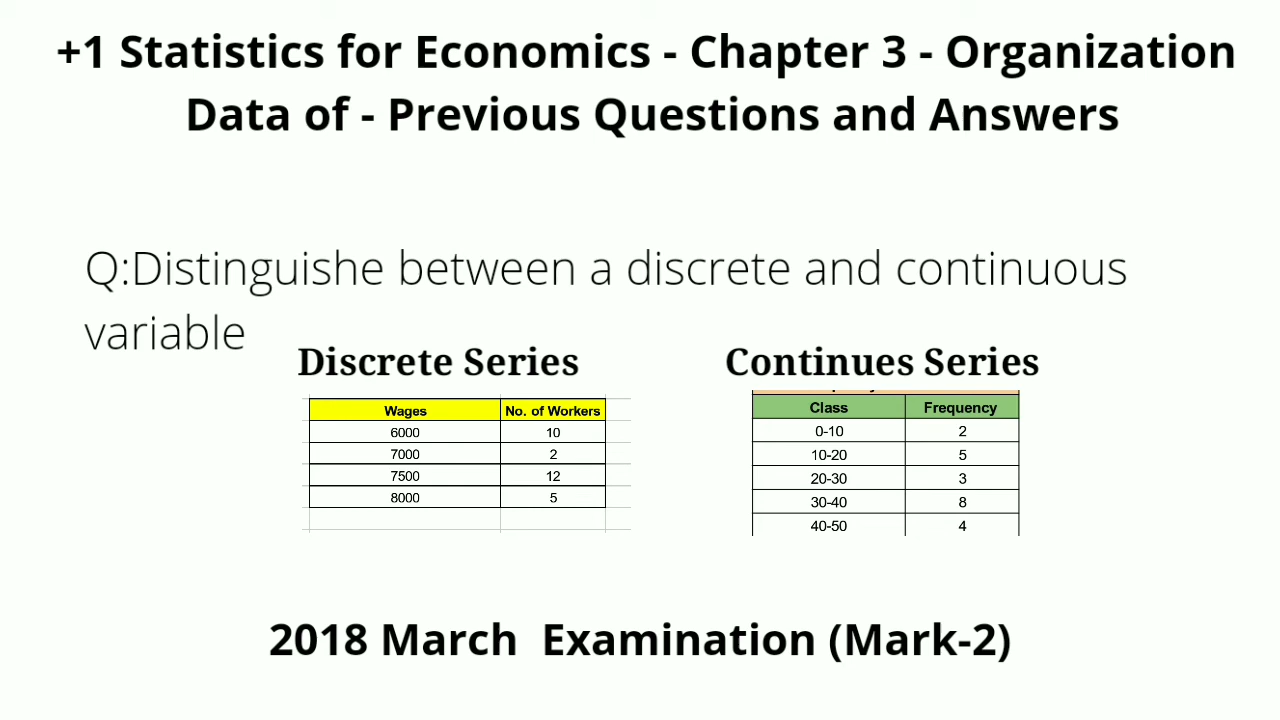 +1 Statistics for Economics - Chapter 3 - Organization
Data of - Previous Questions and Answers
Q:Distinguishe between a discrete and continuous
variable
Discrete Series
Wages No. of Workers
6000 10
7000 2
7500 12
8000 5
Continues Series
Class Frequency
0-10 2
10-20 5
20-30 3
30-40 8
40-50 4
2018 March Examination (Mark-2)